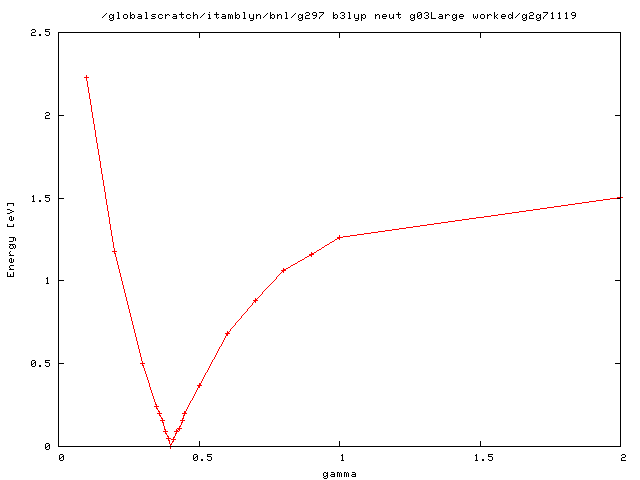 /globalscratch/itamblyn/bnl/g297 b3lyp neut g03Large worked/g2g71119
2.5
2
1.5
1
0.5
0
Energy [eV]
0 0.5 1 1.5 2
gamma